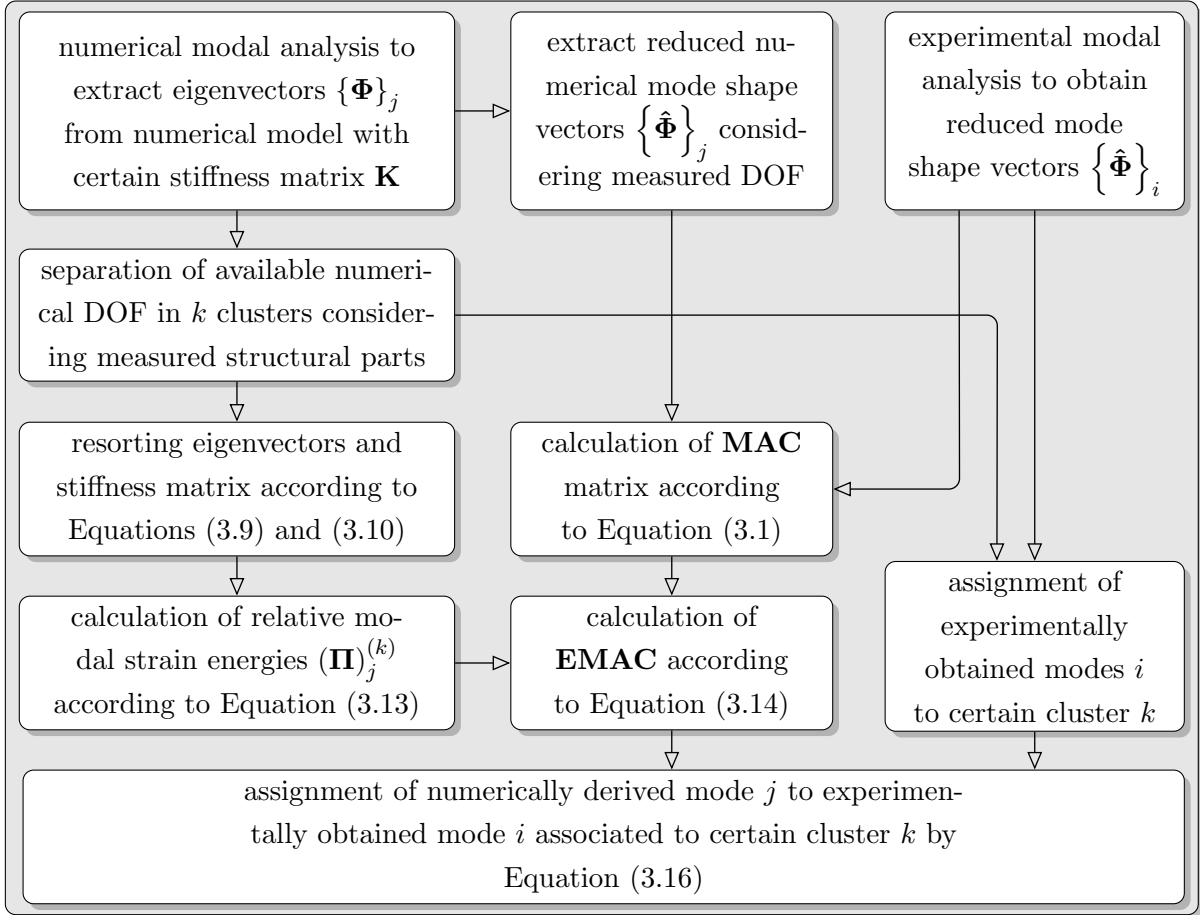 numerical modal analysis to
extract eigenvectors {𝚽}_j
from numerical model with
certain stiffness matrix K
extract reduced nu-
merical mode shape
vectors {𝚽̂}_j consid-
ering measured DOF
experimental modal
analysis to obtain
reduced mode
shape vectors {𝚽̂}_i
separation of available numeri-
cal DOF in k clusters consider-
ing measured structural parts
resorting eigenvectors and
stiffness matrix according to
Equations (3.9) and (3.10)
calculation of MAC
matrix according
to Equation (3.1)
calculation of relative mo-
dal strain energies (𝚷)_j^(k)
according to Equation (3.13)
calculation of
EMAC according
to Equation (3.14)
assignment of
experimentally
obtained modes i
to certain cluster k
assignment of numerically derived mode j to experimen-
tally obtained mode i associated to certain cluster k by
Equation (3.16)